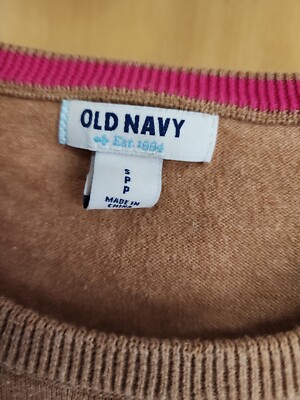 OLD NAVY
Est. 1994
S
P
P
MADE IN
CHINA